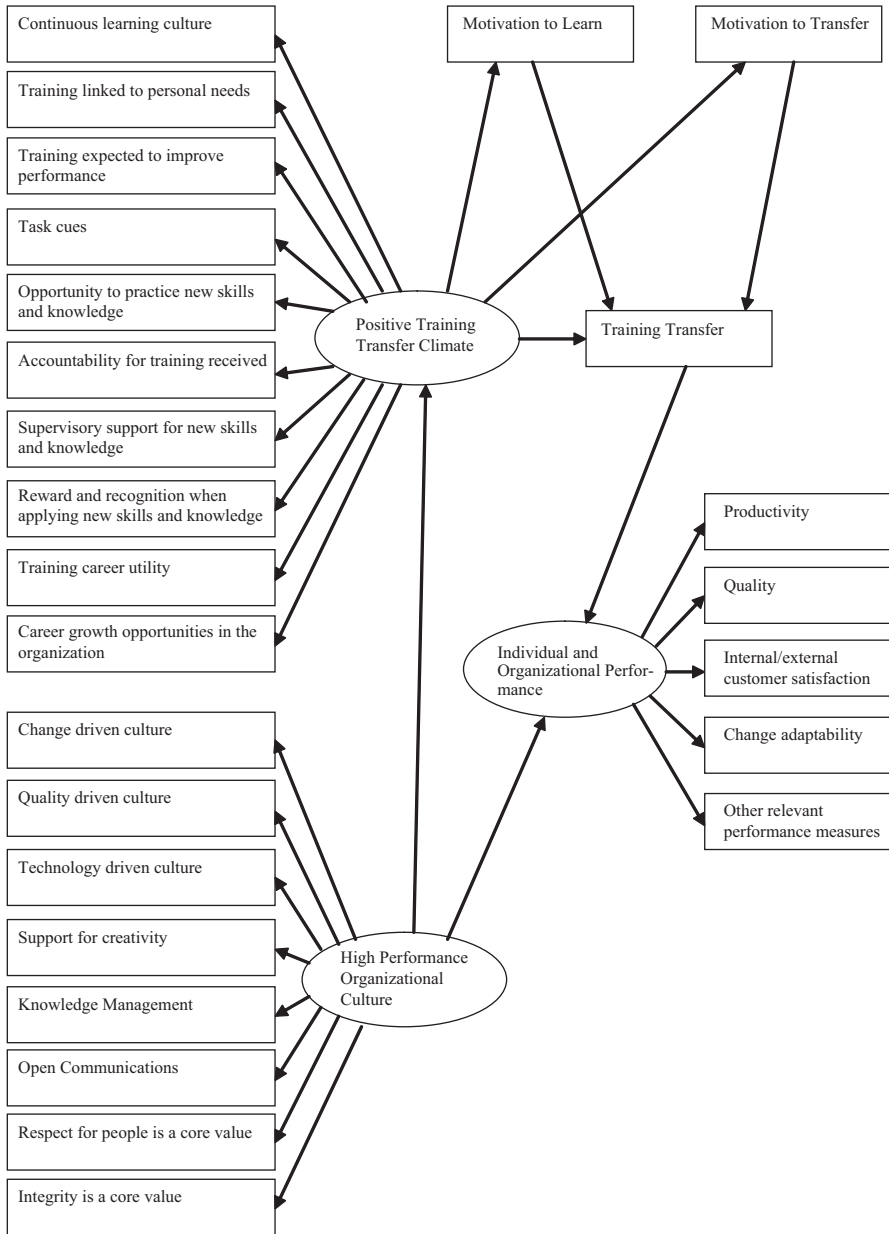 Continuous learning culture
Training linked to personal needs
Training expected to improve
performance
Task cues
Opportunity to practice new skills
and knowledge
Accountability for training received
Supervisory support for new skills
and knowledge
Reward and recognition when
applying new skills and knowledge
Training career utility
Career growth opportunities in the
organization
Change driven culture
Quality driven culture
Technology driven culture
Support for creativity
Knowledge Management
Open Communications
Respect for people is a core value
Integrity is a core value
Motivation to Learn
Motivation to Transfer
Positive Training
Transfer Climate
Training Transfer
Individual and
Organizational Perfor-
mance
High Performance
Organizational
Culture
Productivity
Quality
Internal/external
customer satisfaction
Change adaptability
Other relevant
performance measures